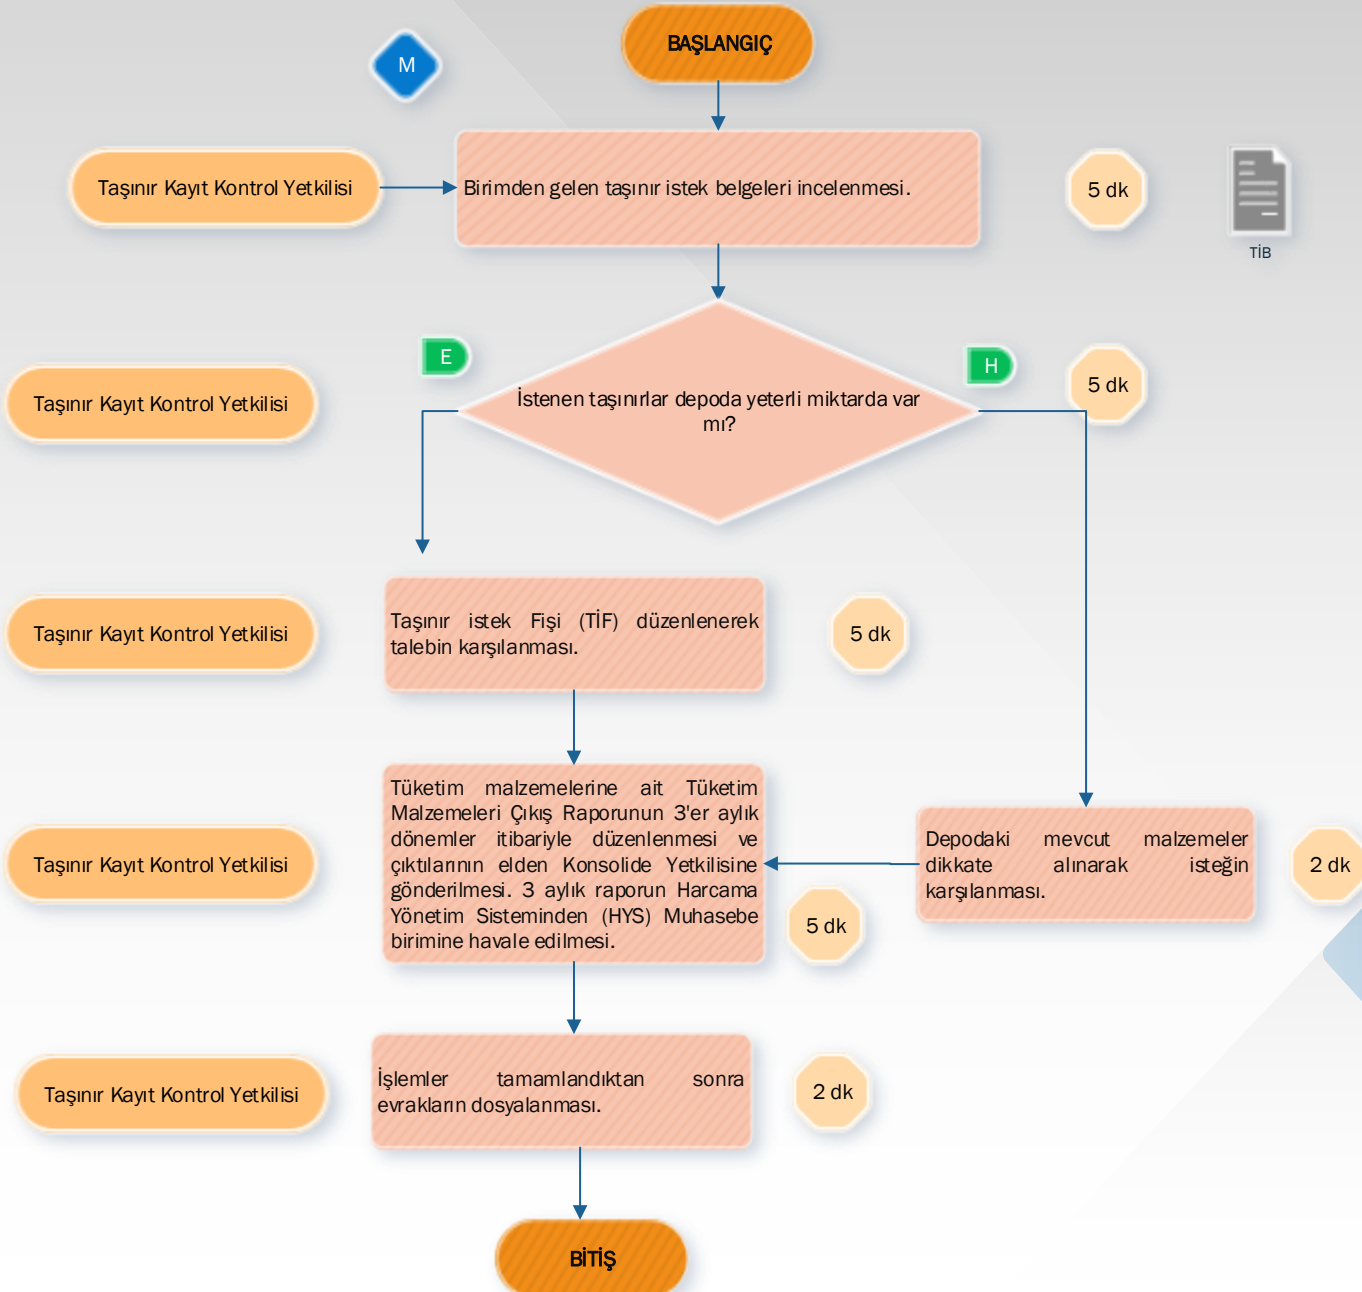 BAŞLANGIÇ
M
Taşınır Kayıt Kontrol Yetkilisi
Birimden gelen taşınır istek belgeleri incelenmesi.
5 dk
TİB
E
H
Taşınır Kayıt Kontrol Yetkilisi
İstenen taşınırlar depoda yeterli miktarda var
mı?
5 dk
Taşınır Kayıt Kontrol Yetkilisi
Taşınır istek Fişi (TİF) düzenlenerek
talebin karşılanması.
5 dk
Taşınır Kayıt Kontrol Yetkilisi
Tüketim malzemelerine ait Tüketim
Malzemeleri Çıkış Raporunun 3'er aylık
dönemler itibariyle düzenlenmesi ve
çıktılarının elden Konsolide Yetkilisine
gönderilmesi. 3 aylık raporun Harcama
Yönetim Sisteminden (HYS) Muhasebe
birimine havale edilmesi.
5 dk
Depodaki mevcut malzemeler
dikkate alınarak isteğin
karşılanması.
2 dk
Taşınır Kayıt Kontrol Yetkilisi
İşlemler tamamlandıktan sonra
evrakların dosyalanması.
2 dk
BİTİŞ